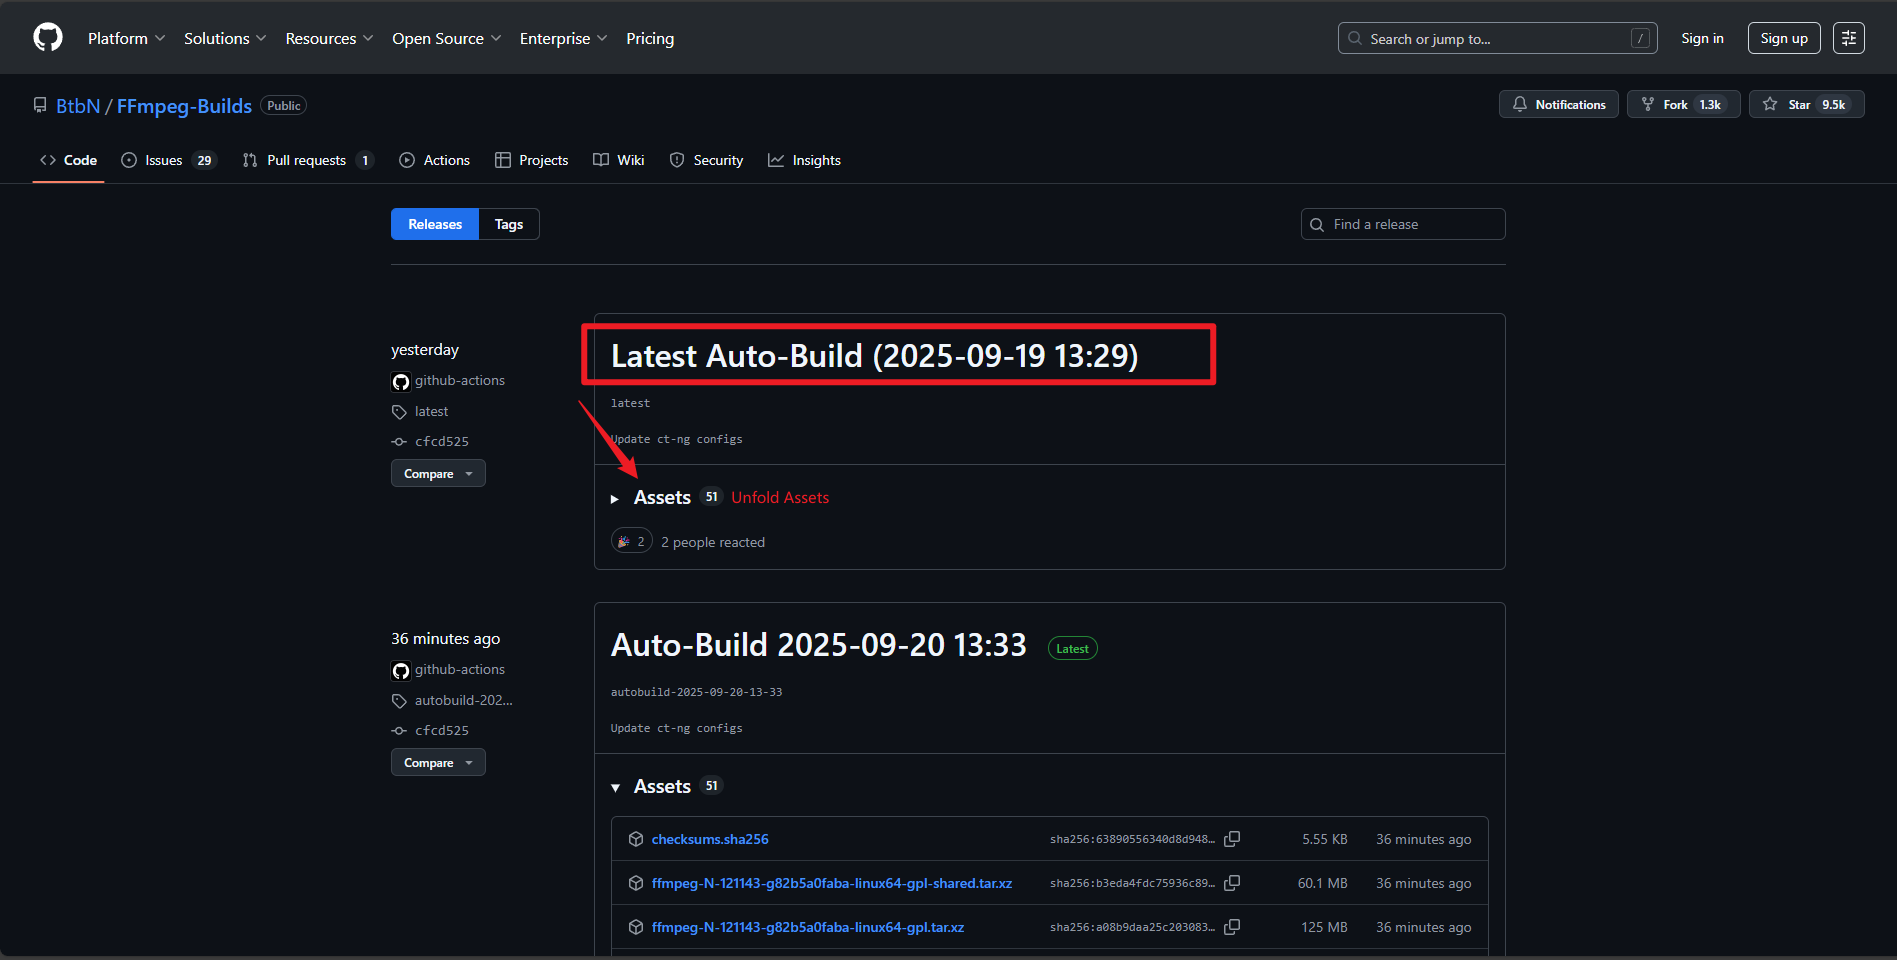 Platform Solutions Resources Open Source Enterprise Pricing Search or jump to... / Sign in Sign up
BtbN / FFmpeg-Builds Public Notifications Fork 1.3k Star 9.5k
Code Issues 29 Pull requests 1 Actions Projects Wiki Security Insights
Releases Tags Find a release
yesterday
github-actions
latest
cfcd525
Compare
Latest Auto-Build (2025-09-19 13:29)
latest
Update ct-ng configs
Assets 51 Unfold Assets
2 2 people reacted
36 minutes ago
github-actions
autobuild-202...
cfcd525
Compare
Auto-Build 2025-09-20 13:33 Latest
autobuild-2025-09-20-13-33
Update ct-ng configs
Assets 51
checksums.sha256 sha256:63890556340d8d948… 5.55 KB 36 minutes ago
ffmpeg-N-121143-g82b5a0faba-linux64-gpl-shared.tar.xz sha256:b3eda4fdc75936c89… 60.1 MB 36 minutes ago
ffmpeg-N-121143-g82b5a0faba-linux64-gpl.tar.xz sha256:a08b9daa25c203083… 125 MB 36 minutes ago